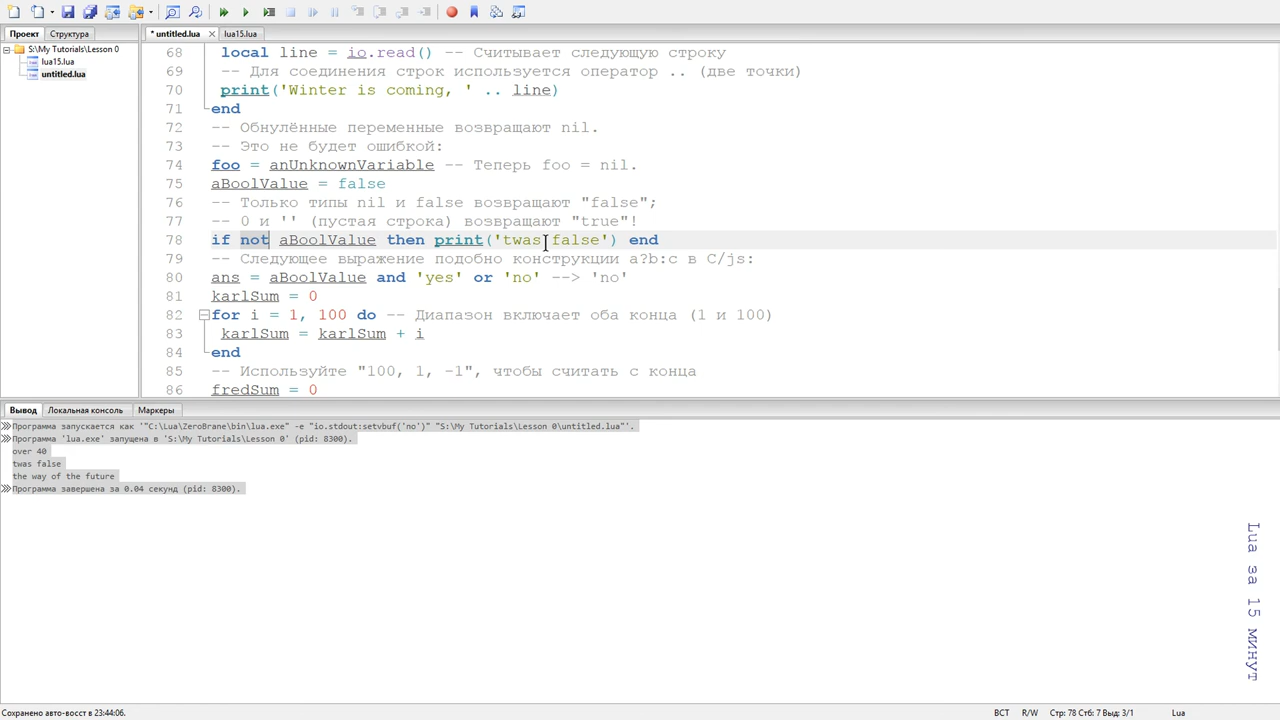 Проект
Структура
* untitled.lua
lua15.lua
S:\My Tutorials\Lesson 0
lua15.lua
untitled.lua
68 local line = io.read() -- Считывает следующую строку
69 -- Для соединения строк используется оператор .. (две точки)
70 print('Winter is coming, ' .. line)
71 end
72 -- Обнулённые переменные возвращают nil.
73 -- Это не будет ошибкой:
74 foo = anUnknownVariable -- Теперь foo = nil.
75 aBoolValue = false
76 -- Только типы nil и false возвращают "false";
77 -- 0 и '' (пустая строка) возвращают "true"!
78 if not aBoolValue then print('twas false') end
79 -- Следующее выражение подобно конструкции a?b:c в C/js:
80 ans = aBoolValue and 'yes' or 'no' --> 'no'
81 karlSum = 0
82 for i = 1, 100 do -- Диапазон включает оба конца (1 и 100)
83 karlSum = karlSum + i
84 end
85 -- Используйте "100, 1, -1", чтобы считать с конца
86 fredSum = 0
Вывод
Локальная консоль
Маркеры
Программа запускается как '"C:\Lua\ZeroBrane\bin\lua.exe" -e "io.stdout:setvbuf('no')" "S:\My Tutorials\Lesson 0\untitled.lua"'.
Программа 'lua.exe' запущена в 'S:\My Tutorials\Lesson 0' (pid: 8300).
over 40
twas false
the way of the future
Программа завершена за 0.04 секунд (pid: 8300).
Lua за 15 минут
Сохранено авто-восст в 23:44:06.
ВСТ
R/W
Стр: 78 Стб: 7 Выд: 3/1
Lua